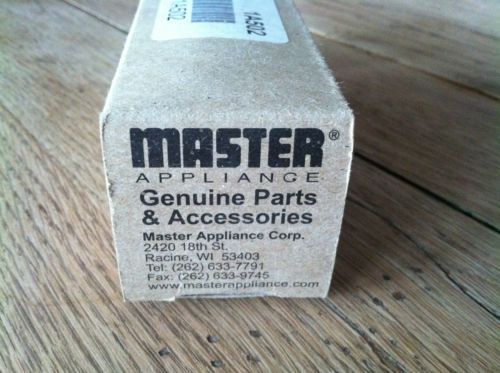 1A502
MASTER®
APPLIANCE
Genuine Parts
& Accessories
Master Appliance Corp.
2420 18th St.
Racine, WI 53403
Tel: (262) 633-7791
Fax: (262) 633-9745
www.masterappliance.com